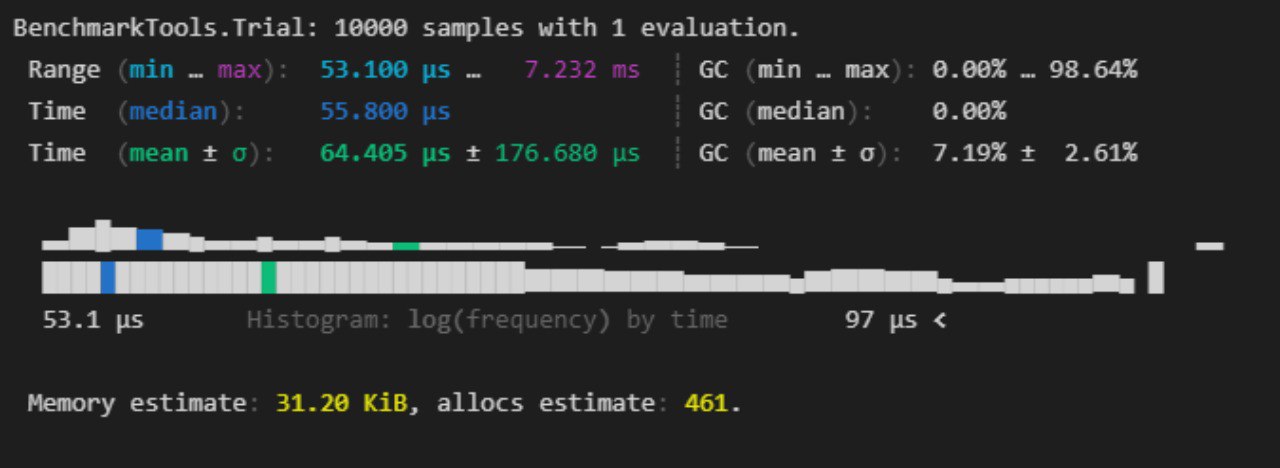 BenchmarkTools.Trial: 10000 samples with 1 evaluation.
Range (min … max): 53.100 μs … 7.232 ms ┊ GC (min … max): 0.00% … 98.64%
Time (median): 55.800 μs ┊ GC (median): 0.00%
Time (mean ± σ): 64.405 μs ± 176.680 μs ┊ GC (mean ± σ): 7.19% ± 2.61%
53.1 μs Histogram: log(frequency) by time 97 μs <
Memory estimate: 31.20 KiB, allocs estimate: 461.